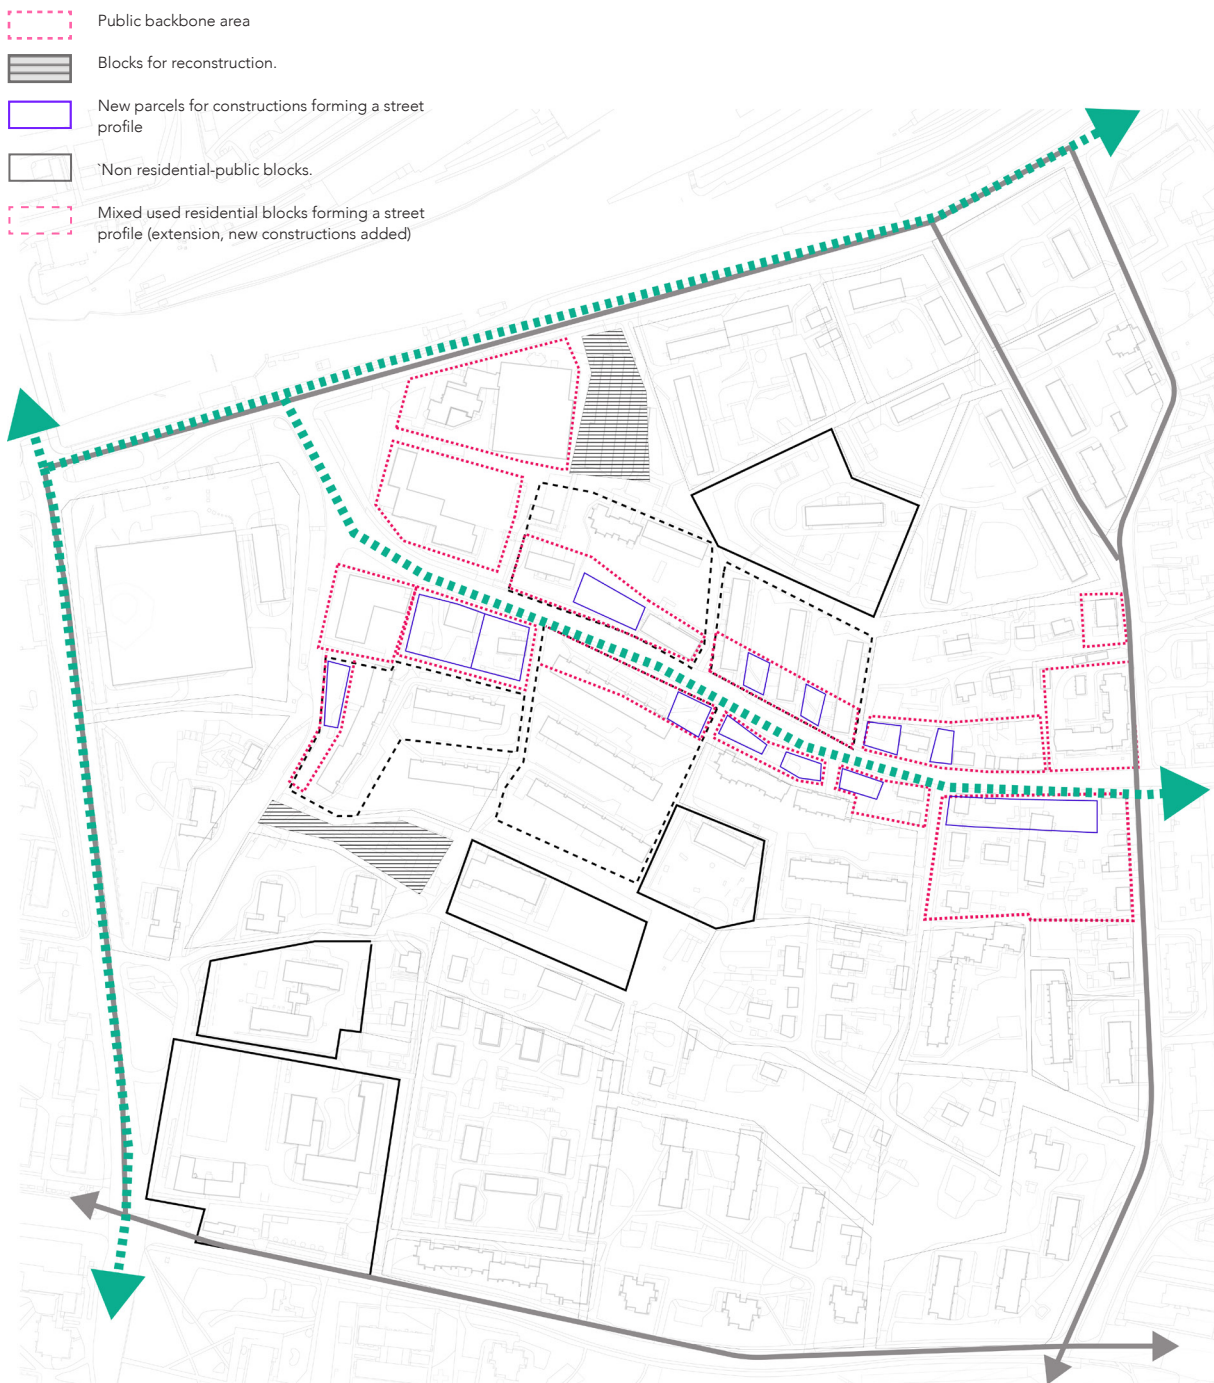 Public backbone area
Blocks for reconstruction.
New parcels for constructions forming a street
profile
`Non residential-public blocks.
Mixed used residential blocks forming a street
profile (extension, new constructions added)